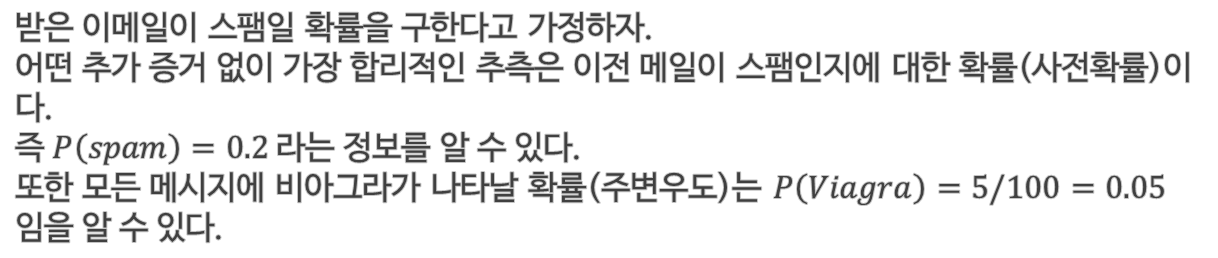 받은 이메일이 스팸일 확률을 구한다고 가정하자.
어떤 추가 증거 없이 가장 합리적인 추측은 이전 메일이 스팸인지에 대한 확률(사전확률)이
다.
즉 P(spam) = 0.2 라는 정보를 알 수 있다.
또한 모든 메시지에 비아그라가 나타날 확률(주변우도)는 P(Viagra) = 5/100 = 0.05
임을 알 수 있다.